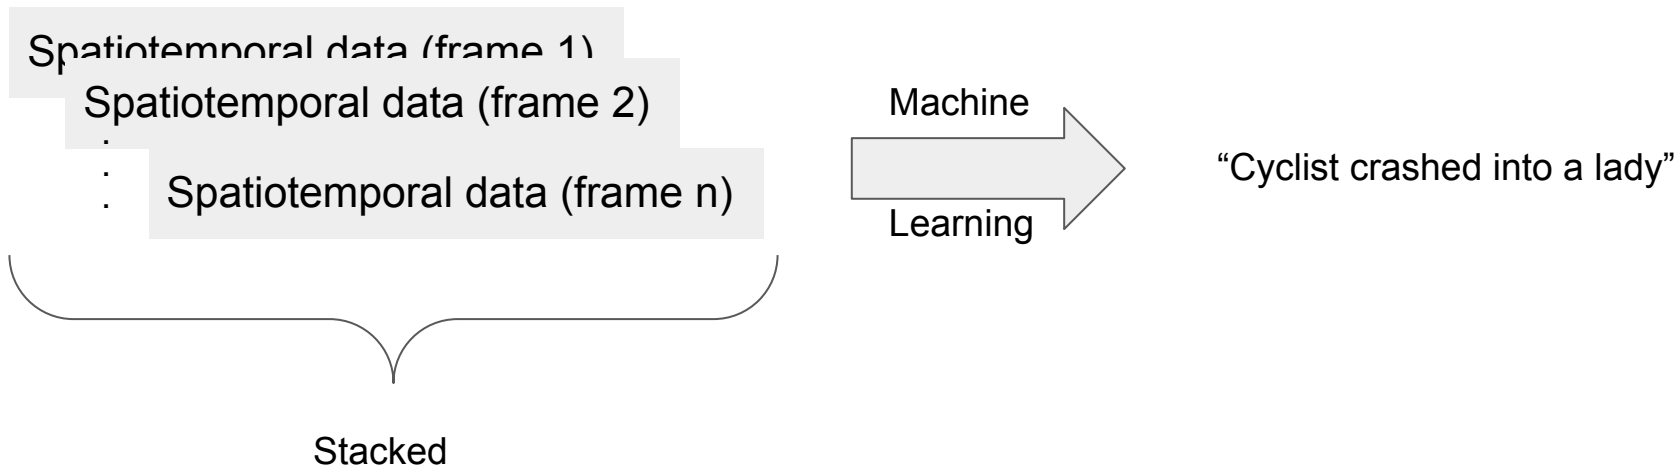 Spatiotemporal data (frame 1)
Spatiotemporal data (frame 2)
.
.
.
Spatiotemporal data (frame n)
Machine
Learning
“Cyclist crashed into a lady”
Stacked